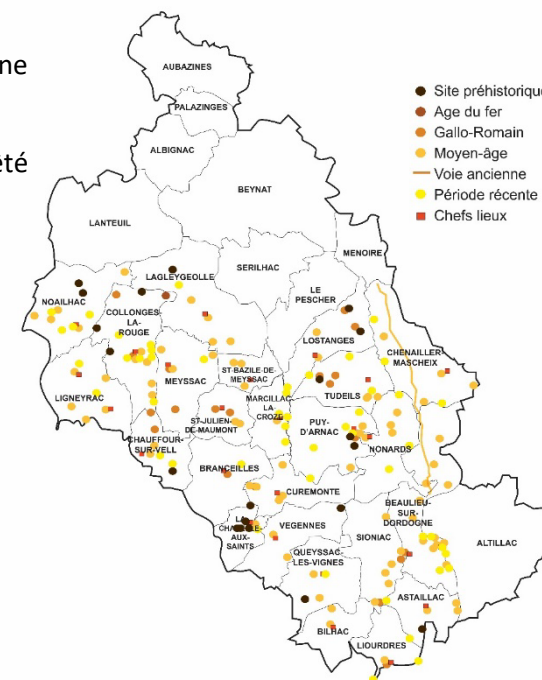 ne
été
Site préhistorique
Age du fer
Gallo-Romain
Moyen-âge
Voie ancienne
Période récente
Chefs lieux
AUBAZINES
PALAZINGES
ALBIGNAC
BEYNAT
LANTEUIL
MENOIRE
SERILHAC
LAGLEYGEOLLE
LE
PESCHER
NOAILHAC
COLLONGES
LA-
ROUGE
LOSTANGES
CHENAILLER-
MASCHEIX
ST-BAZILE-DE
MEYSSAC
MEYSSAC
LIGNEYRAC
MARCILLAC
LA
CROZE
TUDEILS
ST-JULIEN-
DE-MAUMONT
PUY-
D'ARNAC
CHAUFFOUR-
SUR-VELL
NONARDS
BRANCEILLES
CUREMONTE
BEAULIEU-
SUR-
DORDOGNE
LA
AUX-
SAINTS
VEGENNES
SIONIAC
ALTILLAC
QUEYSSAC-
LES-VIGNES
ASTAILLAC
BILHAC
LIOURDRES